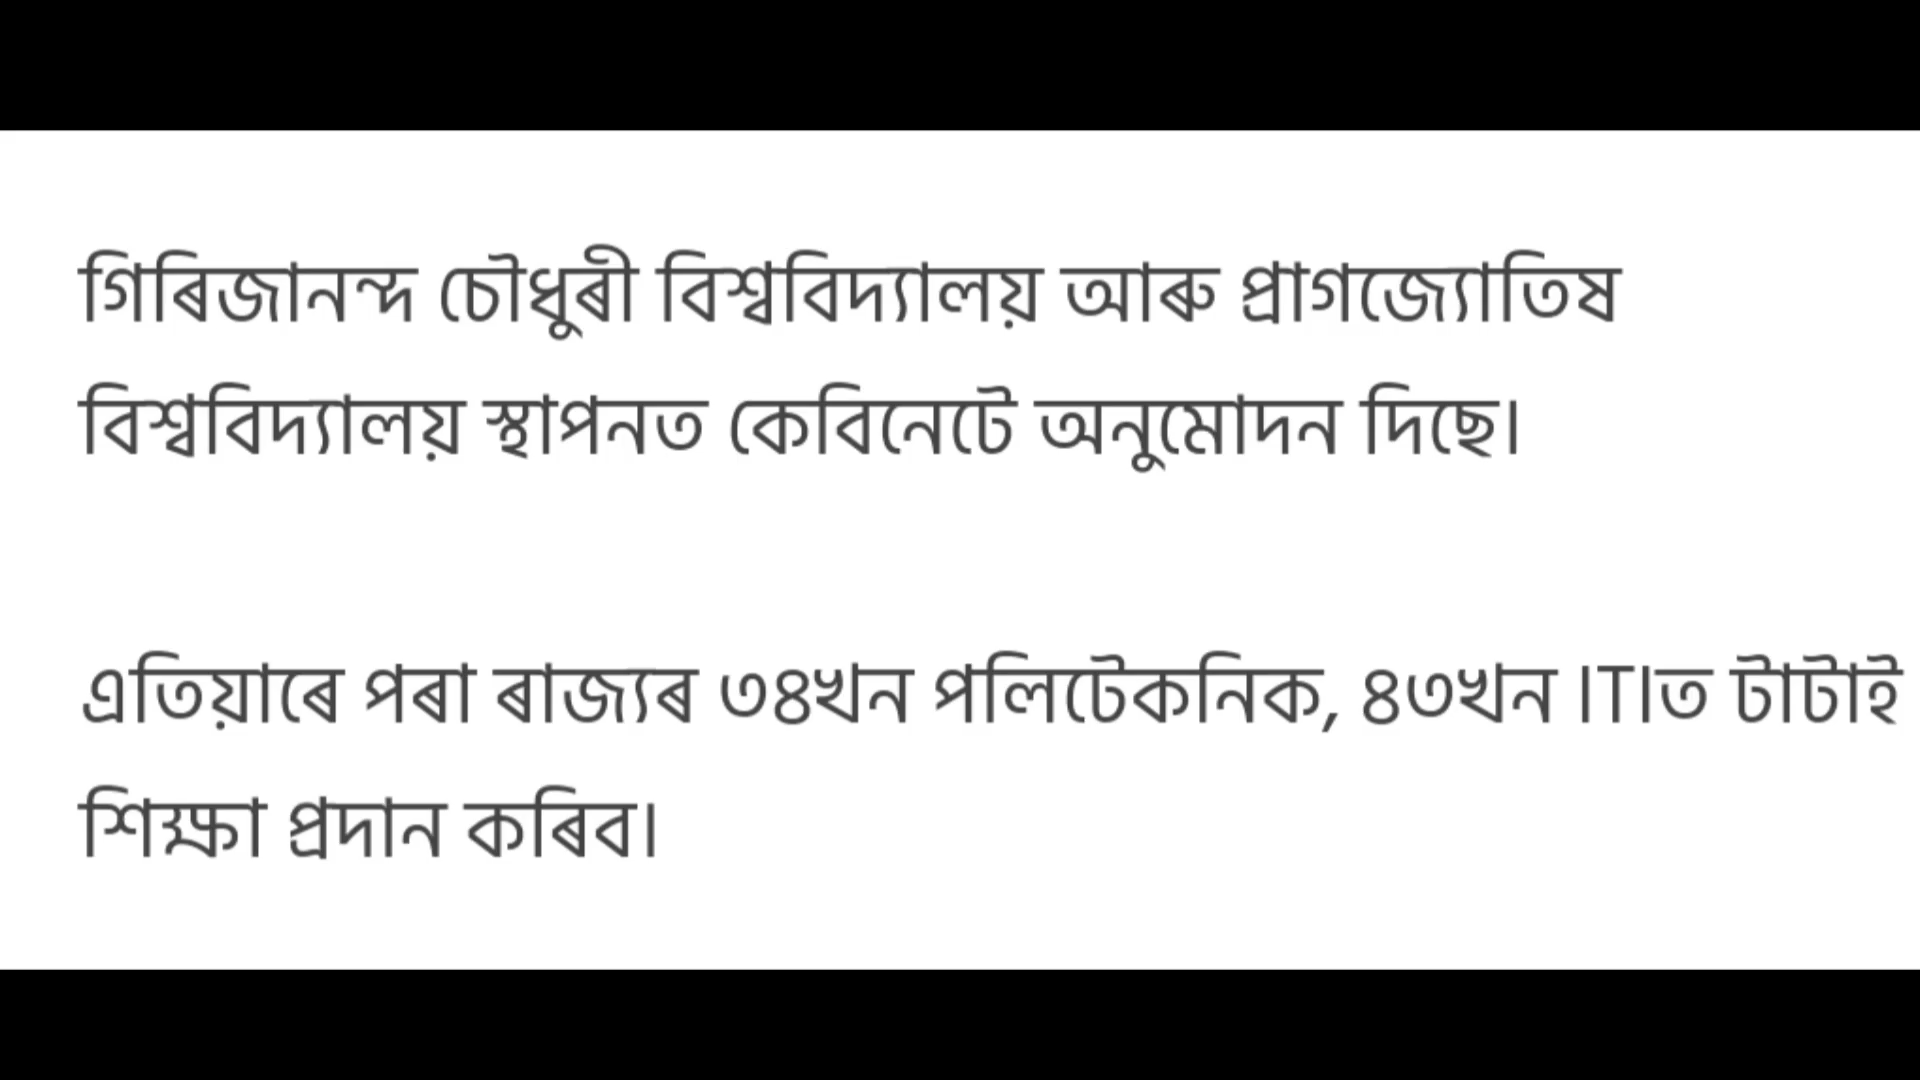 গিৰিজানন্দ চৌধুৰী বিশ্ববিদ্যালয় আৰু প্ৰাগজ্যোতিষ
বিশ্ববিদ্যালয় স্থাপনত কেবিনেটে অনুমোদন দিছে।
এতিয়াৰে পৰা ৰাজ্যৰ ৩৪খন পলিটেকনিক, ৪৩খন ITIত টাটাই
শিক্ষা প্ৰদান কৰিব।